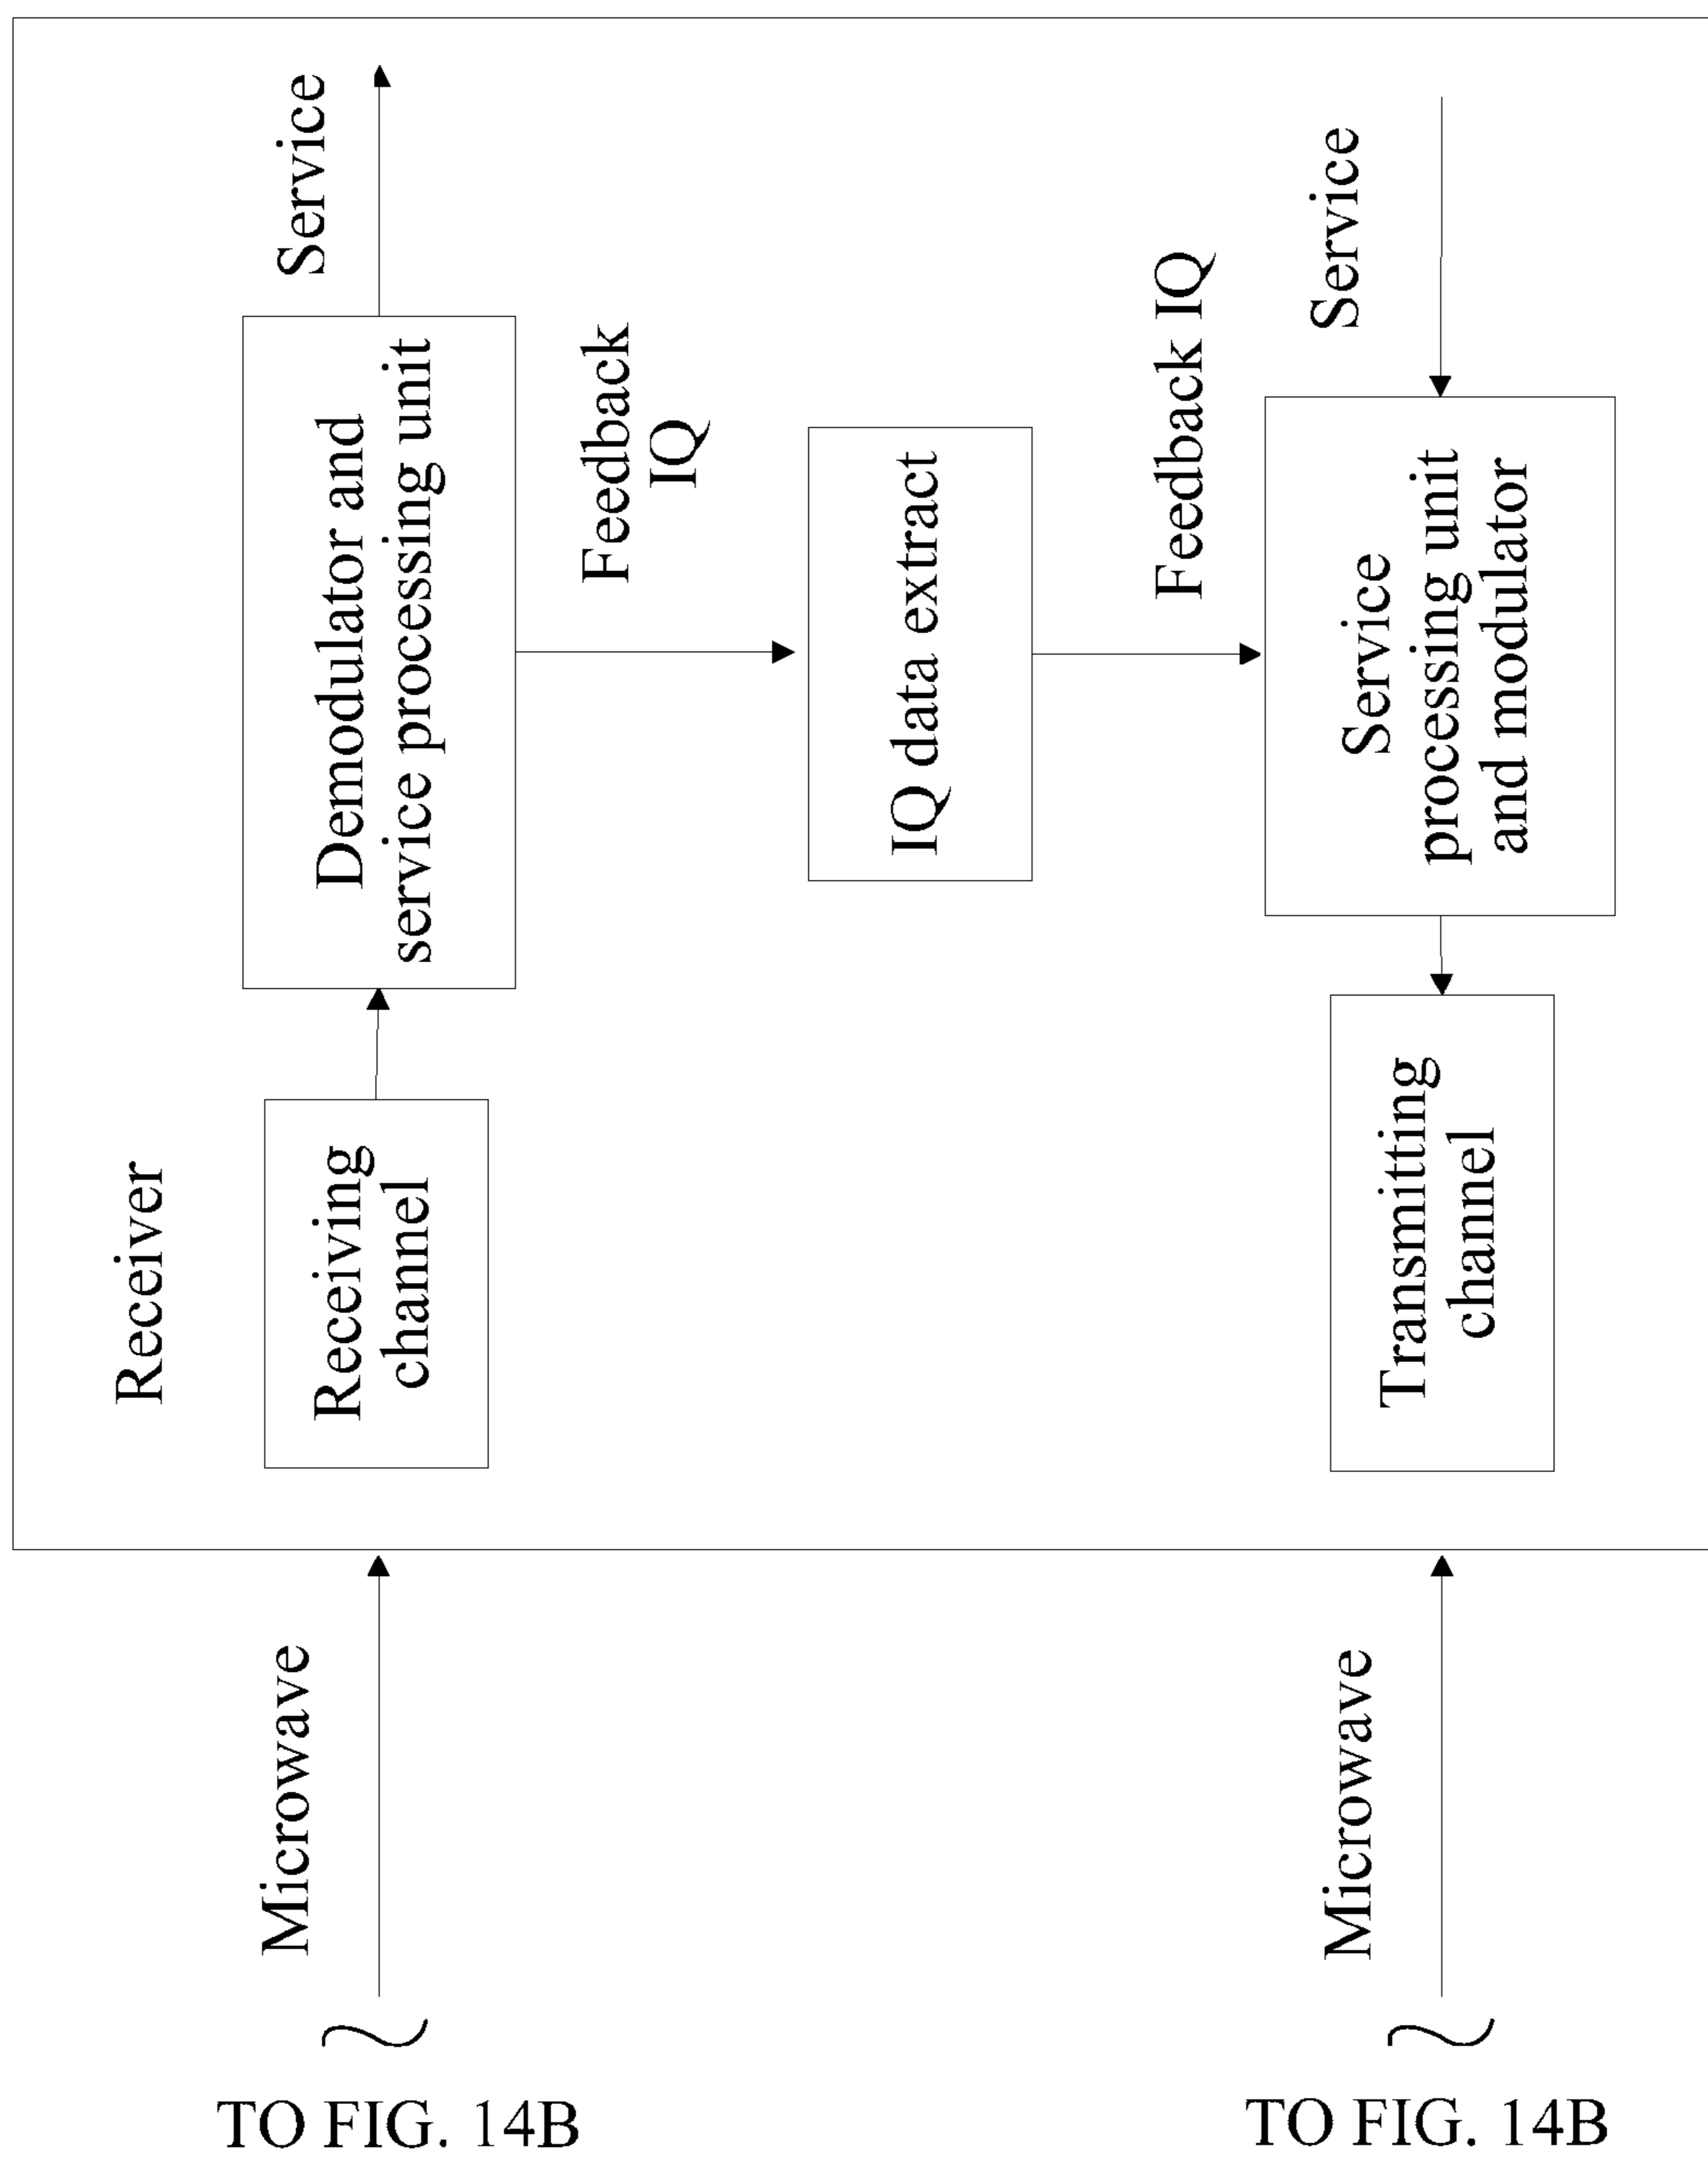 Receiver
Microwave
Receiving
channel
Demodulator and
service processing unit
Service
Feedback
IQ
IQ data extract
Feedback IQ
Microwave
Transmitting
channel
Service
processing unit
and modulator
Service
TO FIG. 14B
TO FIG. 14B